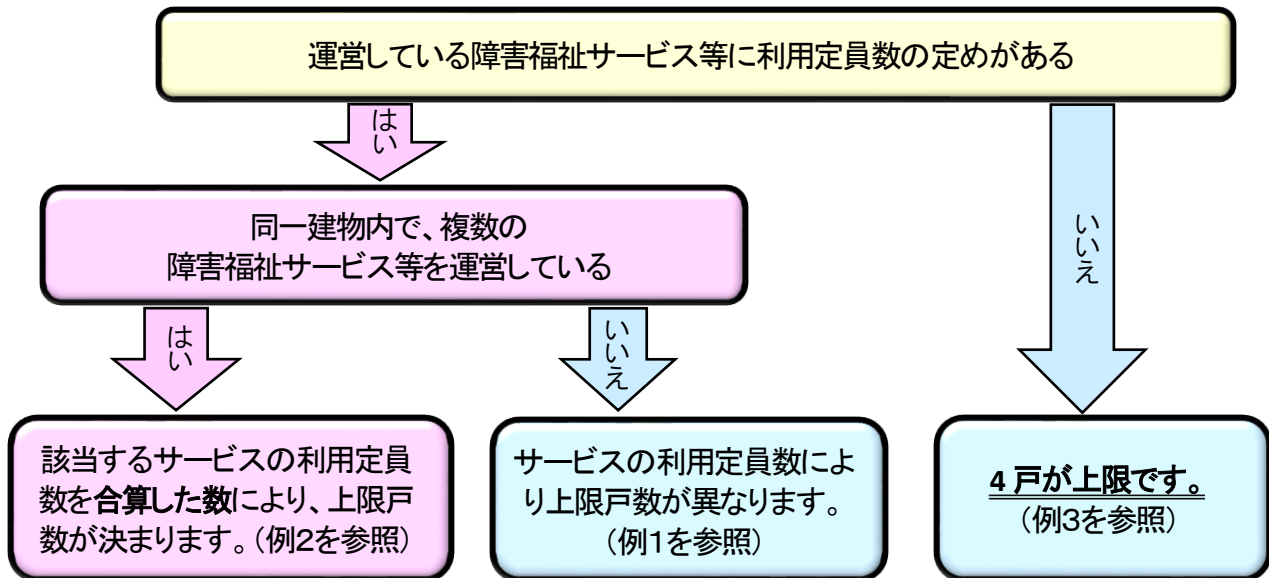 運営している障害福祉サービス等に利用定員数の定めがある
はい
いいえ
同一建物内で、複数の
障害福祉サービス等を運営している
はい
いいえ
該当するサービスの利用定員
数を合算した数により、上限戸
数が決まります。（例2を参照）
サービスの利用定員数によ
り上限戸数が異なります。
（例1を参照）
4戸が上限です。
（例3を参照）